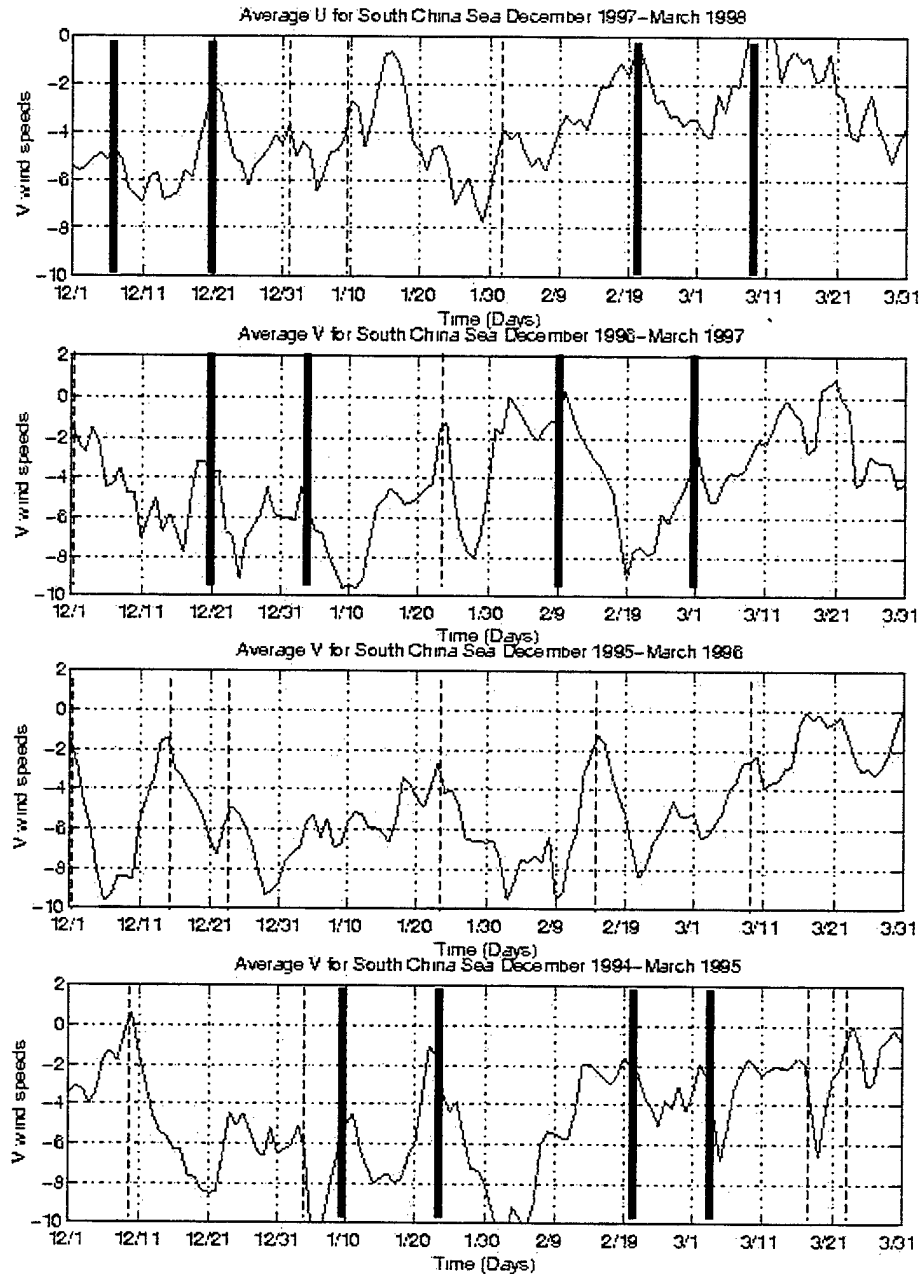 Average U for South China Sea December 1997–March 1998
V wind speeds
0
−2
−4
−6
−8
−10
12/1 12/11 12/21 12/31 1/10 1/20 1/30 2/9 2/19 3/1 3/11 3/21 3/31
Time (Days)
Average V for South China Sea December 1996–March 1997
V wind speeds
2
0
−2
−4
−6
−8
−10
12/1 12/11 12/21 12/31 1/10 1/20 1/30 2/9 2/19 3/1 3/11 3/21 3/31
Time (Days)
Average V for South China Sea December 1995–March 1996
V wind speeds
2
0
−2
−4
−6
−8
−10
12/1 12/11 12/21 12/31 1/10 1/20 1/30 2/9 2/19 3/1 3/11 3/21 3/31
Time (Days)
Average V for South China Sea December 1994–March 1995
V wind speeds
2
0
−2
−4
−6
−8
−10
12/1 12/11 12/21 12/31 1/10 1/20 1/30 2/9 2/19 3/1 3/11 3/21 3/31
Time (Days)